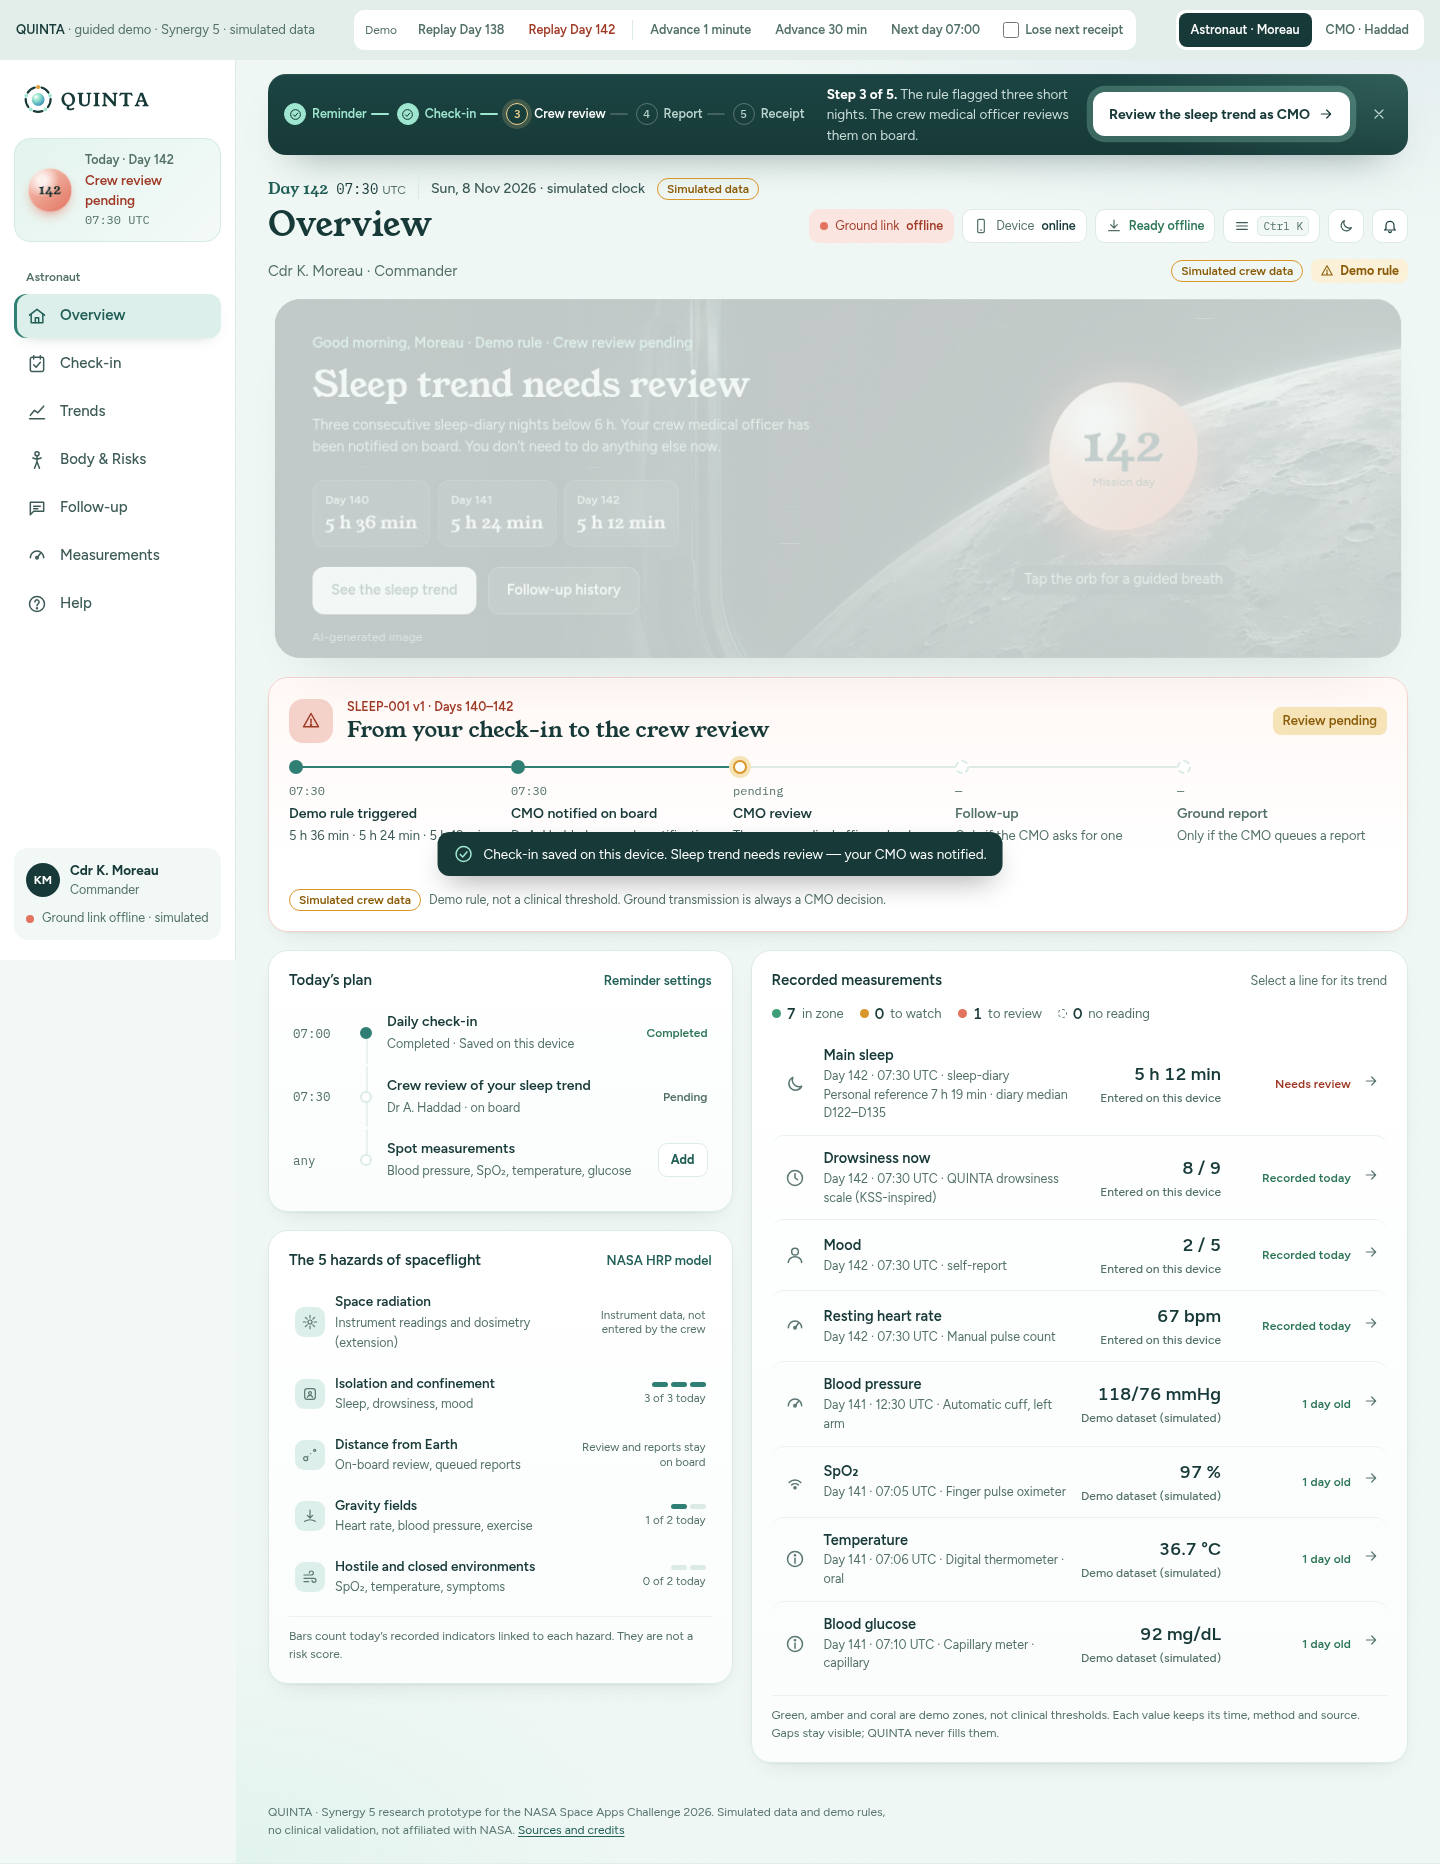 QUINTA · guided demo · Synergy 5 · simulated data
Demo
Replay Day 138
Replay Day 142
Advance 1 minute
Advance 30 min
Next day 07:00
Lose next receipt
Astronaut · Moreau
CMO · Haddad
QUINTA
142
Today · Day 142
Crew review
pending
07:30 UTC
Astronaut
Overview
Check-in
Trends
Body & Risks
Follow-up
Measurements
Help
KM
Cdr K. Moreau
Commander
Ground link offline · simulated
Reminder
Check-in
3
Crew review
4
Report
5
Receipt
Step 3 of 5. The rule flagged three short
nights. The crew medical officer reviews
them on board.
Review the sleep trend as CMO
Day 142 07:30 UTC
Sun, 8 Nov 2026 · simulated clock
Simulated data
Overview
Ground link offline
Device online
Ready offline
Ctrl K
Cdr K. Moreau · Commander
Simulated crew data
Demo rule
Good morning, Moreau · Demo rule · Crew review pending
Sleep trend needs review
Three consecutive sleep-diary nights below 6 h. Your crew medical officer has
been notified on board. You don't need to do anything else now.
Day 140
5 h 36 min
Day 141
5 h 24 min
Day 142
5 h 12 min
See the sleep trend
Follow-up history
AI-generated image
142
Mission day
Tap the orb for a guided breath
SLEEP-001 v1 · Days 140–142
From your check-in to the crew review
Review pending
07:30
Demo rule triggered
5 h 36 min · 5 h 24 min ·
07:30
CMO notified on board
pending
CMO review
–
Follow-up
the CMO asks for one
–
Ground report
Only if the CMO queues a report
Check-in saved on this device. Sleep trend needs review — your CMO was notified.
Simulated crew data
Demo rule, not a clinical threshold. Ground transmission is always a CMO decision.
Today's plan
Reminder settings
07:00
Daily check-in
Completed · Saved on this device
Completed
07:30
Crew review of your sleep trend
Dr A. Haddad · on board
Pending
any
Spot measurements
Blood pressure, SpO₂, temperature, glucose
Add
The 5 hazards of spaceflight
NASA HRP model
Space radiation
Instrument readings and dosimetry
(extension)
Instrument data, not
entered by the crew
Isolation and confinement
Sleep, drowsiness, mood
3 of 3 today
Distance from Earth
On-board review, queued reports
Review and reports stay
on board
Gravity fields
Heart rate, blood pressure, exercise
1 of 2 today
Hostile and closed environments
SpO₂, temperature, symptoms
0 of 2 today
Bars count today's recorded indicators linked to each hazard. They are not a
risk score.
Recorded measurements
Select a line for its trend
7 in zone
0 to watch
1 to review
0 no reading
Main sleep
Day 142 · 07:30 UTC · sleep-diary
Personal reference 7 h 19 min · diary median
D122–D135
5 h 12 min
Entered on this device
Needs review
Drowsiness now
Day 142 · 07:30 UTC · QUINTA drowsiness
scale (KSS-inspired)
8 / 9
Entered on this device
Recorded today
Mood
Day 142 · 07:30 UTC · self-report
2 / 5
Entered on this device
Recorded today
Resting heart rate
Day 142 · 07:30 UTC · Manual pulse count
67 bpm
Entered on this device
Recorded today
Blood pressure
Day 141 · 12:30 UTC · Automatic cuff, left
arm
118/76 mmHg
Demo dataset (simulated)
1 day old
SpO₂
Day 141 · 07:05 UTC · Finger pulse oximeter
97 %
Demo dataset (simulated)
1 day old
Temperature
Day 141 · 07:06 UTC · Digital thermometer ·
oral
36.7 °C
Demo dataset (simulated)
1 day old
Blood glucose
Day 141 · 07:10 UTC · Capillary meter ·
capillary
92 mg/dL
Demo dataset (simulated)
1 day old
Green, amber and coral are demo zones, not clinical thresholds. Each value keeps its time, method and source.
Gaps stay visible; QUINTA never fills them.
QUINTA · Synergy 5 research prototype for the NASA Space Apps Challenge 2026. Simulated data and demo rules,
no clinical validation, not affiliated with NASA. Sources and credits